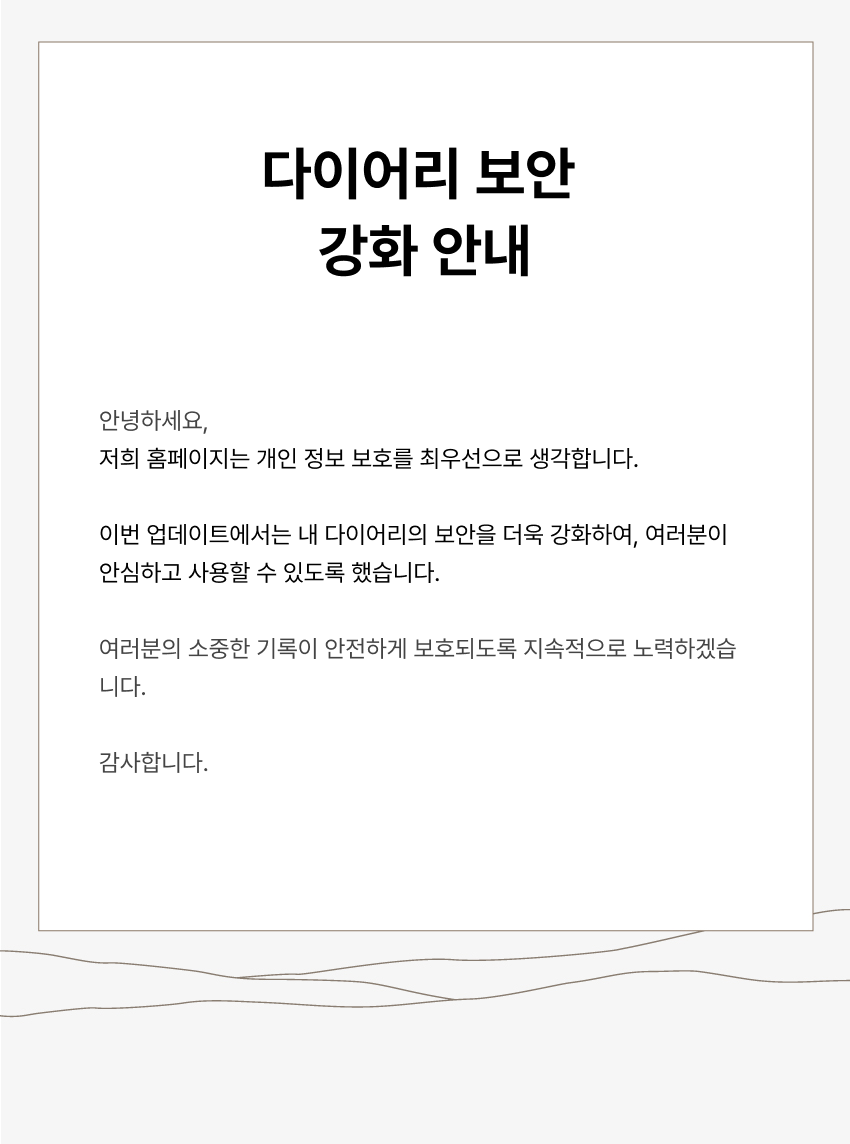 다이어리 보안
강화 안내
안녕하세요,
저희 홈페이지는 개인 정보 보호를 최우선으로 생각합니다.
이번 업데이트에서는 내 다이어리의 보안을 더욱 강화하여, 여러분이
안심하고 사용할 수 있도록 했습니다.
여러분의 소중한 기록이 안전하게 보호되도록 지속적으로 노력하겠습
니다.
감사합니다.